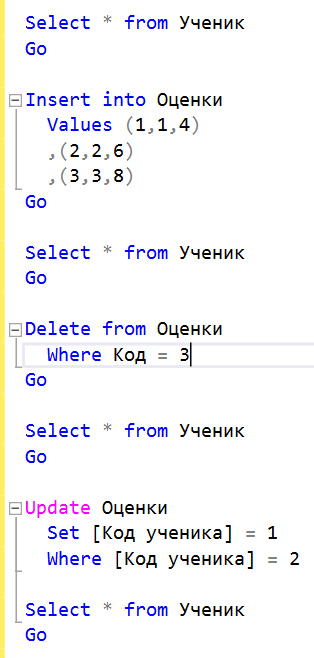 Select * from Ученик
Go
Insert into Оценки
Values (1,1,4)
,(2,2,6)
,(3,3,8)
Go
Select * from Ученик
Go
Delete from Оценки
Where Код = 3
Go
Select * from Ученик
Go
Update Оценки
Set [Код ученика] = 1
Where [Код ученика] = 2
Select * from Ученик
Go